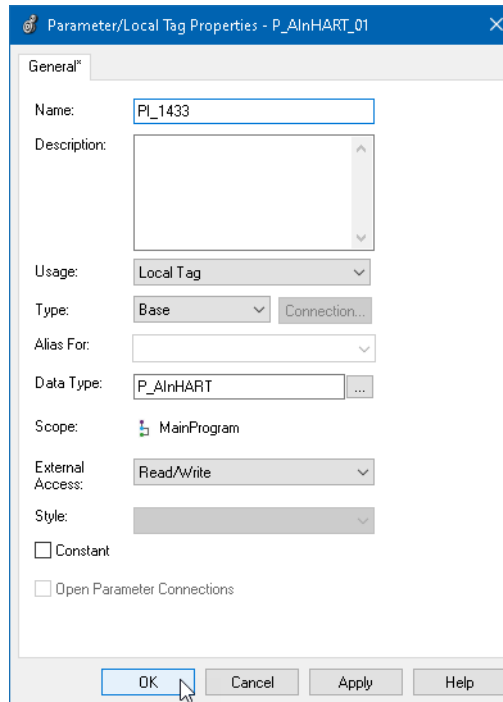 Parameter/Local Tag Properties - P_AInHART_01
General*
Name: PI_1433
Description:
Usage: Local Tag
Type: Base Connection...
Alias For:
Data Type: P_AInHART ...
Scope: MainProgram
External Access: Read/Write
Style:
Constant
Open Parameter Connections
OK Cancel Apply Help